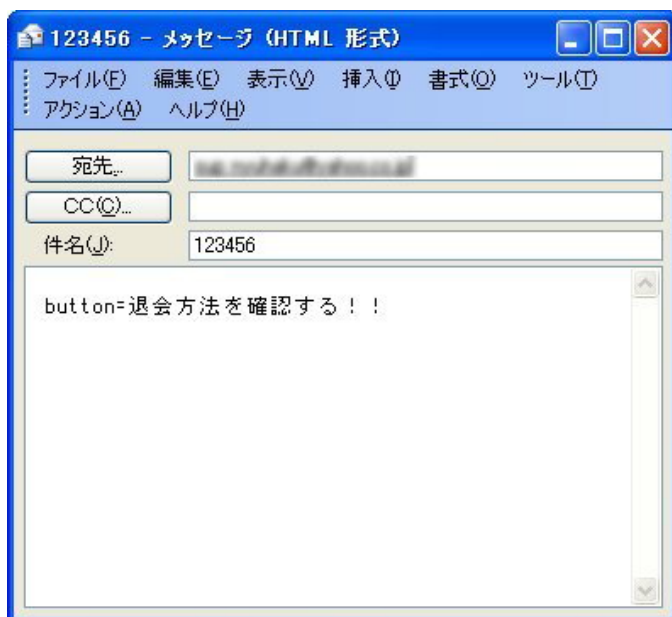 123456 - メッセージ (HTML 形式)
ファイル(F) 編集(E) 表示(V) 挿入(I) 書式(O) ツール(T)
アクション(A) ヘルプ(H)
宛先...
CC(C)...
件名(J): 123456
button=退会方法を確認する！！